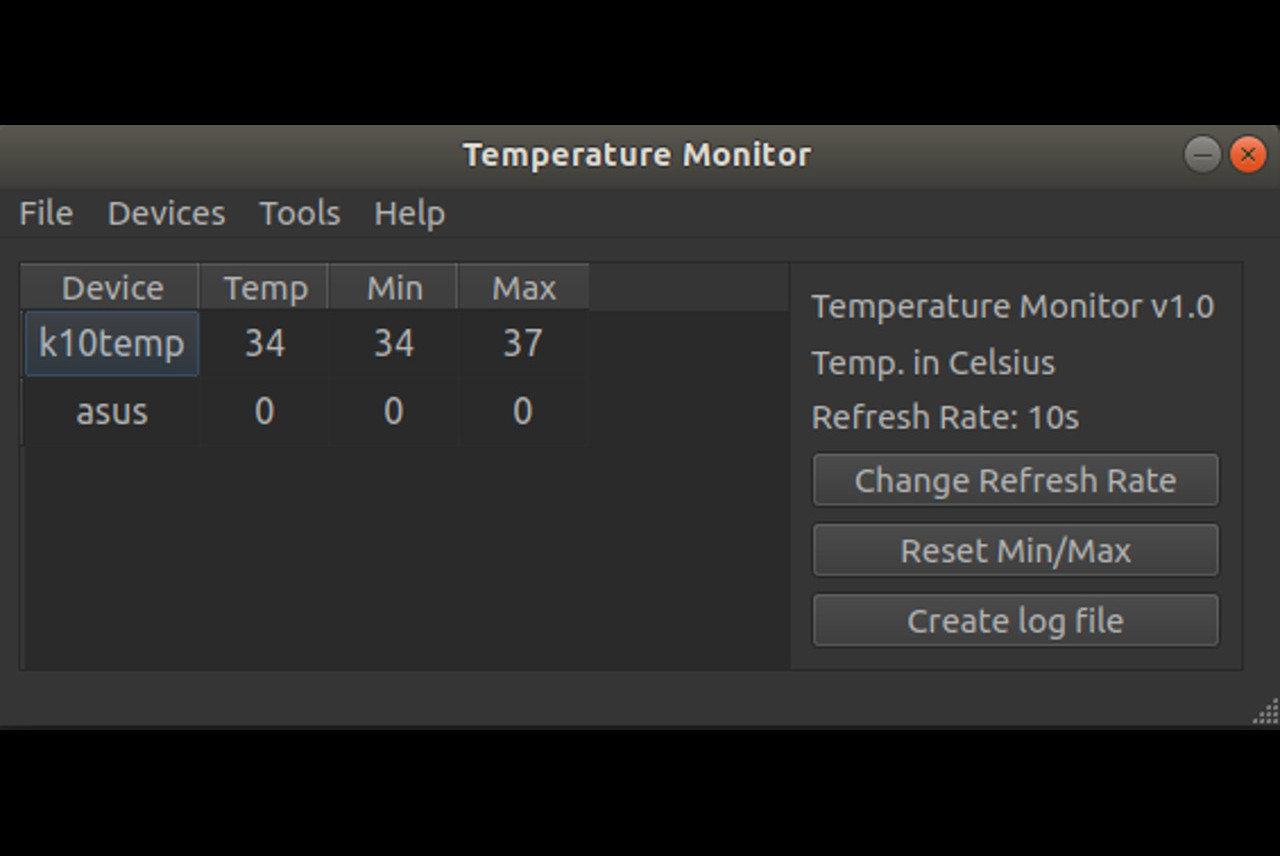 Temperature Monitor
File Devices Tools Help
Device Temp Min Max
k10temp 34 34 37
asus 0 0 0
Temperature Monitor v1.0
Temp. in Celsius
Refresh Rate: 10s
Change Refresh Rate
Reset Min/Max
Create log file